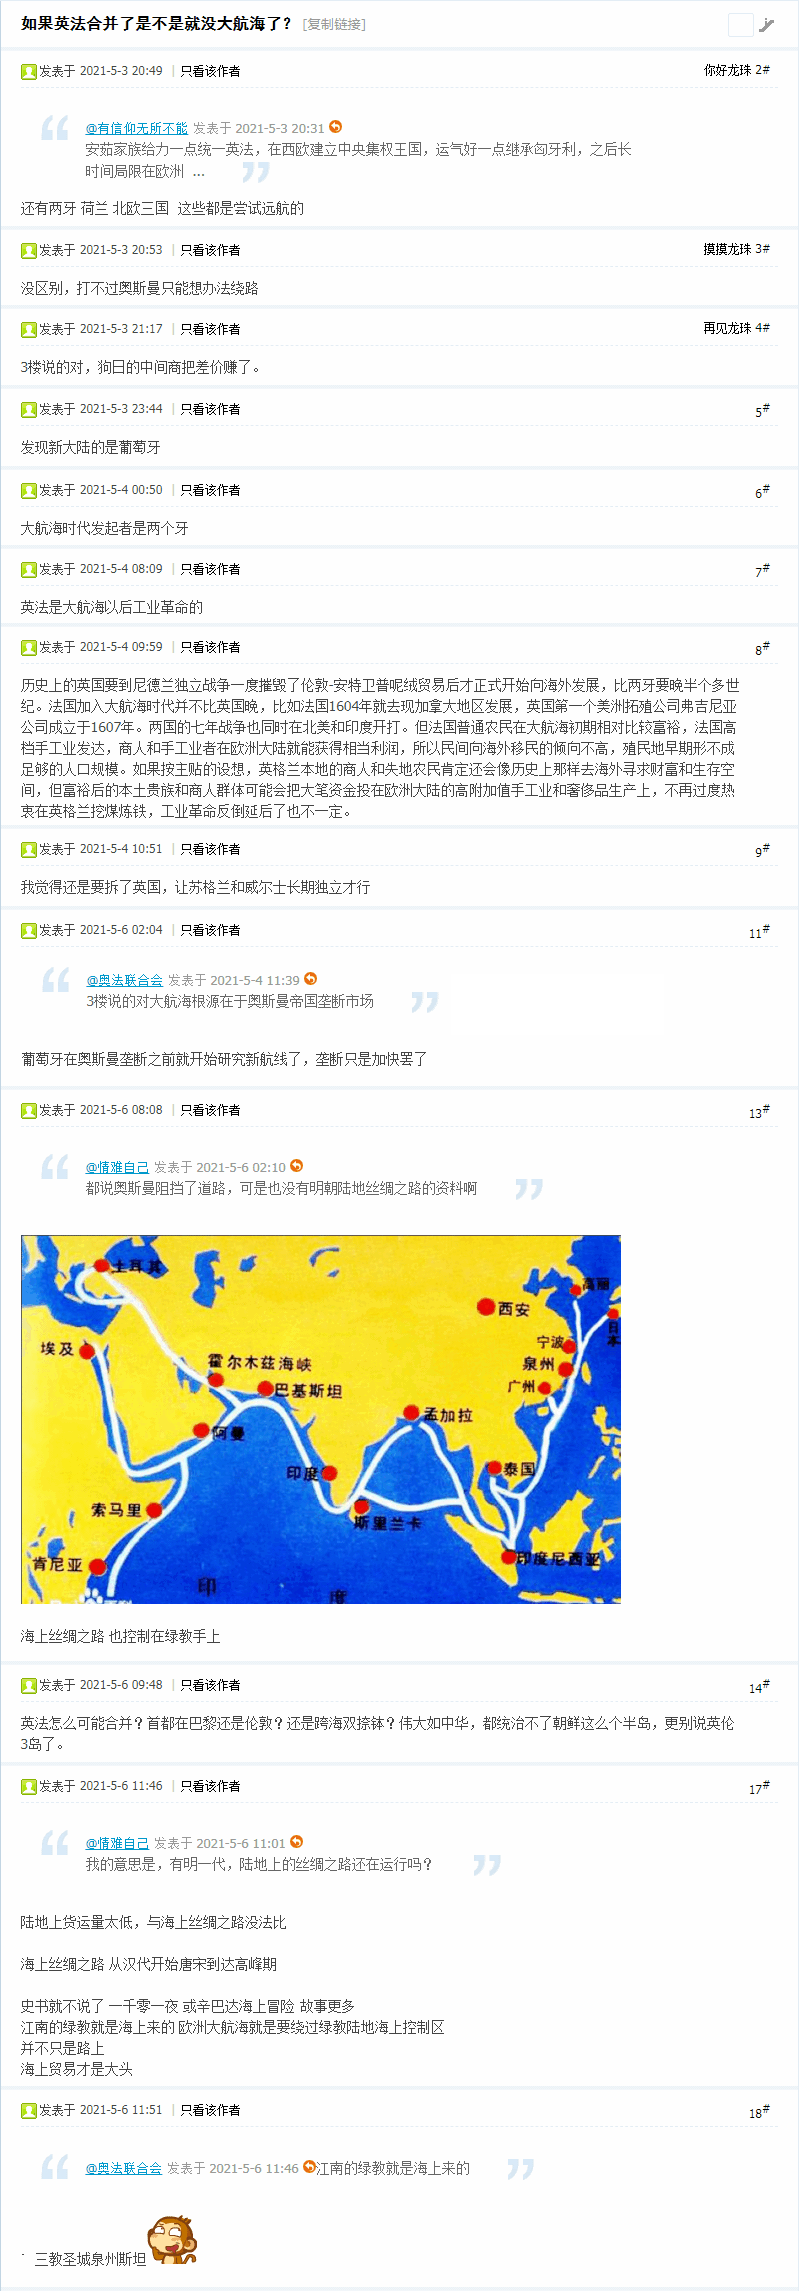 如果英法合并了是不是就没大航海了？ [复制链接]
发表于 2021-5-3 20:49 | 只看该作者 你好龙珠 2#
@有信仰无所不能 发表于 2021-5-3 20:31
安茹家族给力一点统一英法，在西欧建立中央集权王国，运气好一点继承匈牙利，之后长
时间局限在欧洲 ...
还有两牙 荷兰 北欧三国 这些都是尝试远航的
发表于 2021-5-3 20:53 | 只看该作者 摸摸龙珠 3#
没区别，打不过奥斯曼只能想办法绕路
发表于 2021-5-3 21:17 | 只看该作者 再见龙珠 4#
3楼说的对，狗日的中间商把差价赚了。
发表于 2021-5-3 23:44 | 只看该作者 5#
发现新大陆的是葡萄牙
发表于 2021-5-4 00:50 | 只看该作者 6#
大航海时代发起者是两个牙
发表于 2021-5-4 08:09 | 只看该作者 7#
英法是大航海以后工业革命的
发表于 2021-5-4 09:59 | 只看该作者 8#
历史上的英国要到尼德兰独立战争一度摧毁了伦敦-安特卫普呢绒贸易后才正式开始向海外发展，比两牙要晚半个多世
纪。法国加入大航海时代并不比英国晚，比如法国1604年就去现加拿大地区发展，英国第一个美洲拓殖公司弗吉尼亚
公司成立于1607年。两国的七年战争也同时在北美和印度开打。但法国普通农民在大航海初期相对比较富裕，法国高
档手工业发达，商人和手工业者在欧洲大陆就能获得相当利润，所以民间向海外移民的倾向不高，殖民地早期形不成
足够的人口规模。如果按主贴的设想，英格兰本地的商人和失地农民肯定还会像历史上那样去海外寻求财富和生存空
间，但富裕后的本土贵族和商人群体可能会把大笔资金投在欧洲大陆的高附加值手工业和奢侈品生产上，不再过度热
衷在英格兰挖煤炼铁，工业革命反倒延后了也不一定。
发表于 2021-5-4 10:51 | 只看该作者 9#
我觉得还是要拆了英国，让苏格兰和威尔士长期独立才行
发表于 2021-5-6 02:04 | 只看该作者 11#
@奥法联合会 发表于 2021-5-4 11:39
3楼说的对大航海根源在于奥斯曼帝国垄断市场
葡萄牙在奥斯曼垄断之前就开始研究新航线了，垄断只是加快罢了
发表于 2021-5-6 08:08 | 只看该作者 13#
@情难自己 发表于 2021-5-6 02:10
都说奥斯曼阻挡了道路，可是也没有明朝陆地丝绸之路的资料啊
土耳其
高丽
日本
西安
埃及
宁波
霍尔木兹海峡
泉州
巴基斯坦
广州
阿曼
孟加拉
印度
泰国
索马里
斯里兰卡
肯尼亚
印度尼西亚
印 度
海上丝绸之路 也控制在绿教手上
发表于 2021-5-6 09:48 | 只看该作者 14#
英法怎么可能合并？首都在巴黎还是伦敦？还是跨海双捺钵？伟大如中华，都统治不了朝鲜这么个半岛，更别说英伦
3岛了。
发表于 2021-5-6 11:46 | 只看该作者 17#
@情难自己 发表于 2021-5-6 11:01
我的意思是，有明一代，陆地上的丝绸之路还在运行吗？
陆地上货运量太低，与海上丝绸之路没法比
海上丝绸之路 从汉代开始唐宋到达高峰期
史书就不说了 一千零一夜 或辛巴达海上冒险 故事更多
江南的绿教就是海上来的 欧洲大航海就是要绕过绿教陆地海上控制区
并不只是路上
海上贸易才是大头
发表于 2021-5-6 11:51 | 只看该作者 18#
@奥法联合会 发表于 2021-5-6 11:46 江南的绿教就是海上来的
三教圣城泉州斯坦